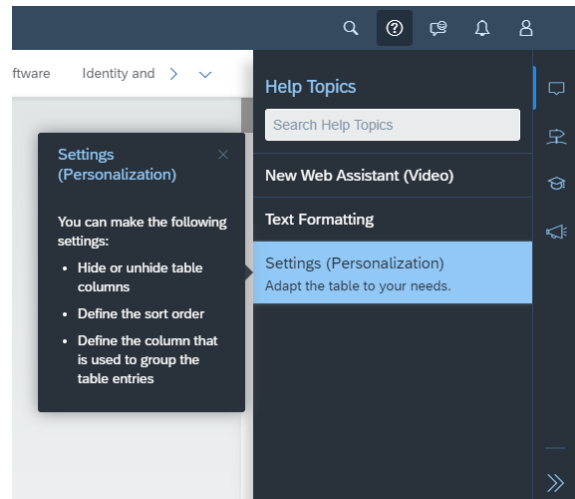 ftware Identity and
Help Topics
Search Help Topics
Settings
(Personalization)
You can make the following
settings:
• Hide or unhide table
columns
• Define the sort order
• Define the column that
is used to group the
table entries
New Web Assistant (Video)
Text Formatting
Settings (Personalization)
Adapt the table to your needs.